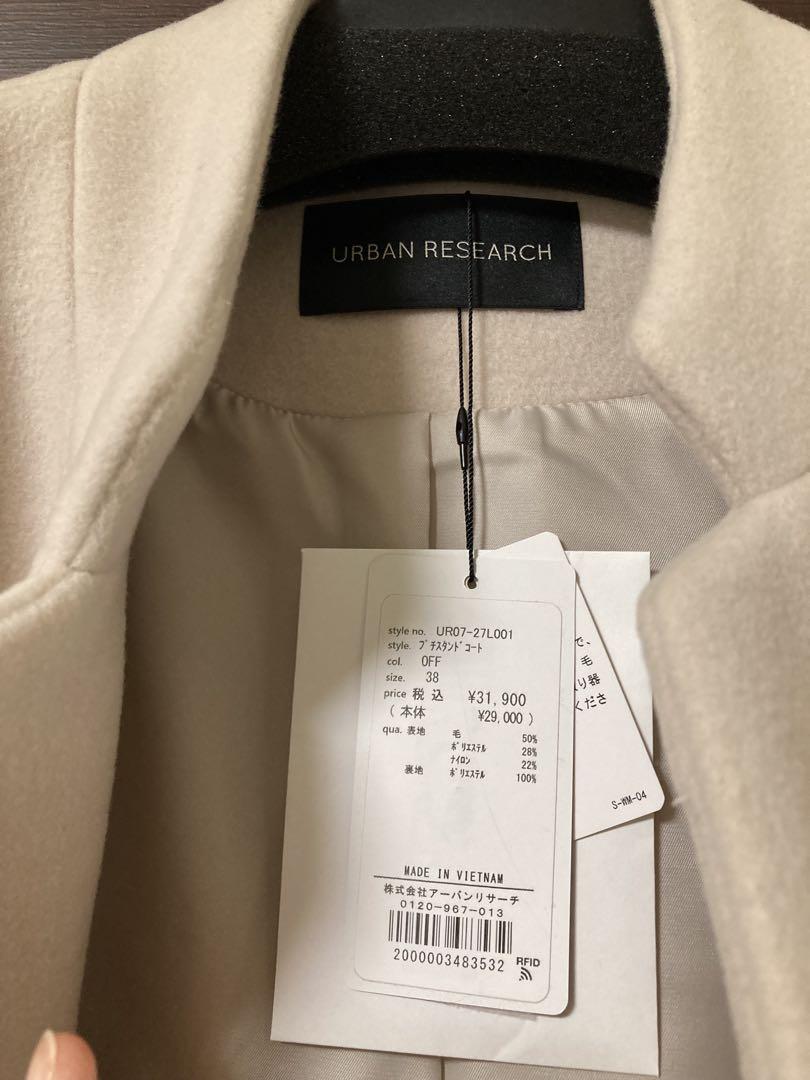 URBAN RESEARCH
style no. UR07-27L001
style. プチスタンドコート
col. OFF
size. 38
price 税込 ¥31,900
(本体 ¥29,000)
qua. 表地 毛 50%
ポリエステル 28%
ナイロン 22%
裏地 ポリエステル 100%
MADE IN VIETNAM
株式会社アーバンリサーチ
0120-967-013
2000003483532
RFID
で、
毛
り器
くださ
S-WM-04